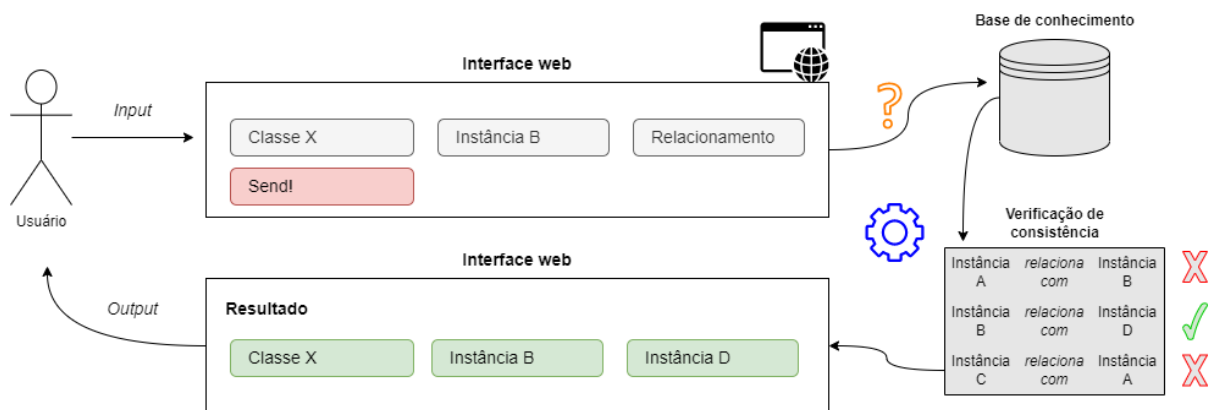 Base de conhecimento
Interface web
Input
Classe X
Instância B
Relacionamento
Send!
?
Usuário
Verificação de
consistência
Interface web
Instância
A
relaciona
com
Instância
B
X
Output
Resultado
Instância
B
relaciona
com
Instância
D
Classe X
Instância B
Instância D
Instância
C
relaciona
com
Instância
A
X